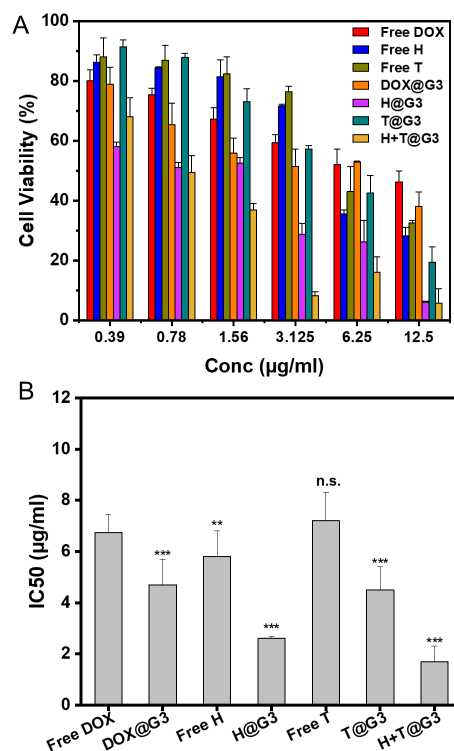 A
100
80
60
40
20
0
Cell Viability (%)
Free DOX
Free H
Free T
DOX@G3
H@G3
T@G3
H+T@G3
0.39 0.78 1.56 3.125 6.25 12.5
Conc (µg/ml)
B
12
10
8
6
4
2
0
IC50 (µg/ml)
***
**
***
n.s.
***
***
Free DOX DOX@G3 Free H H@G3 Free T T@G3 H+T@G3